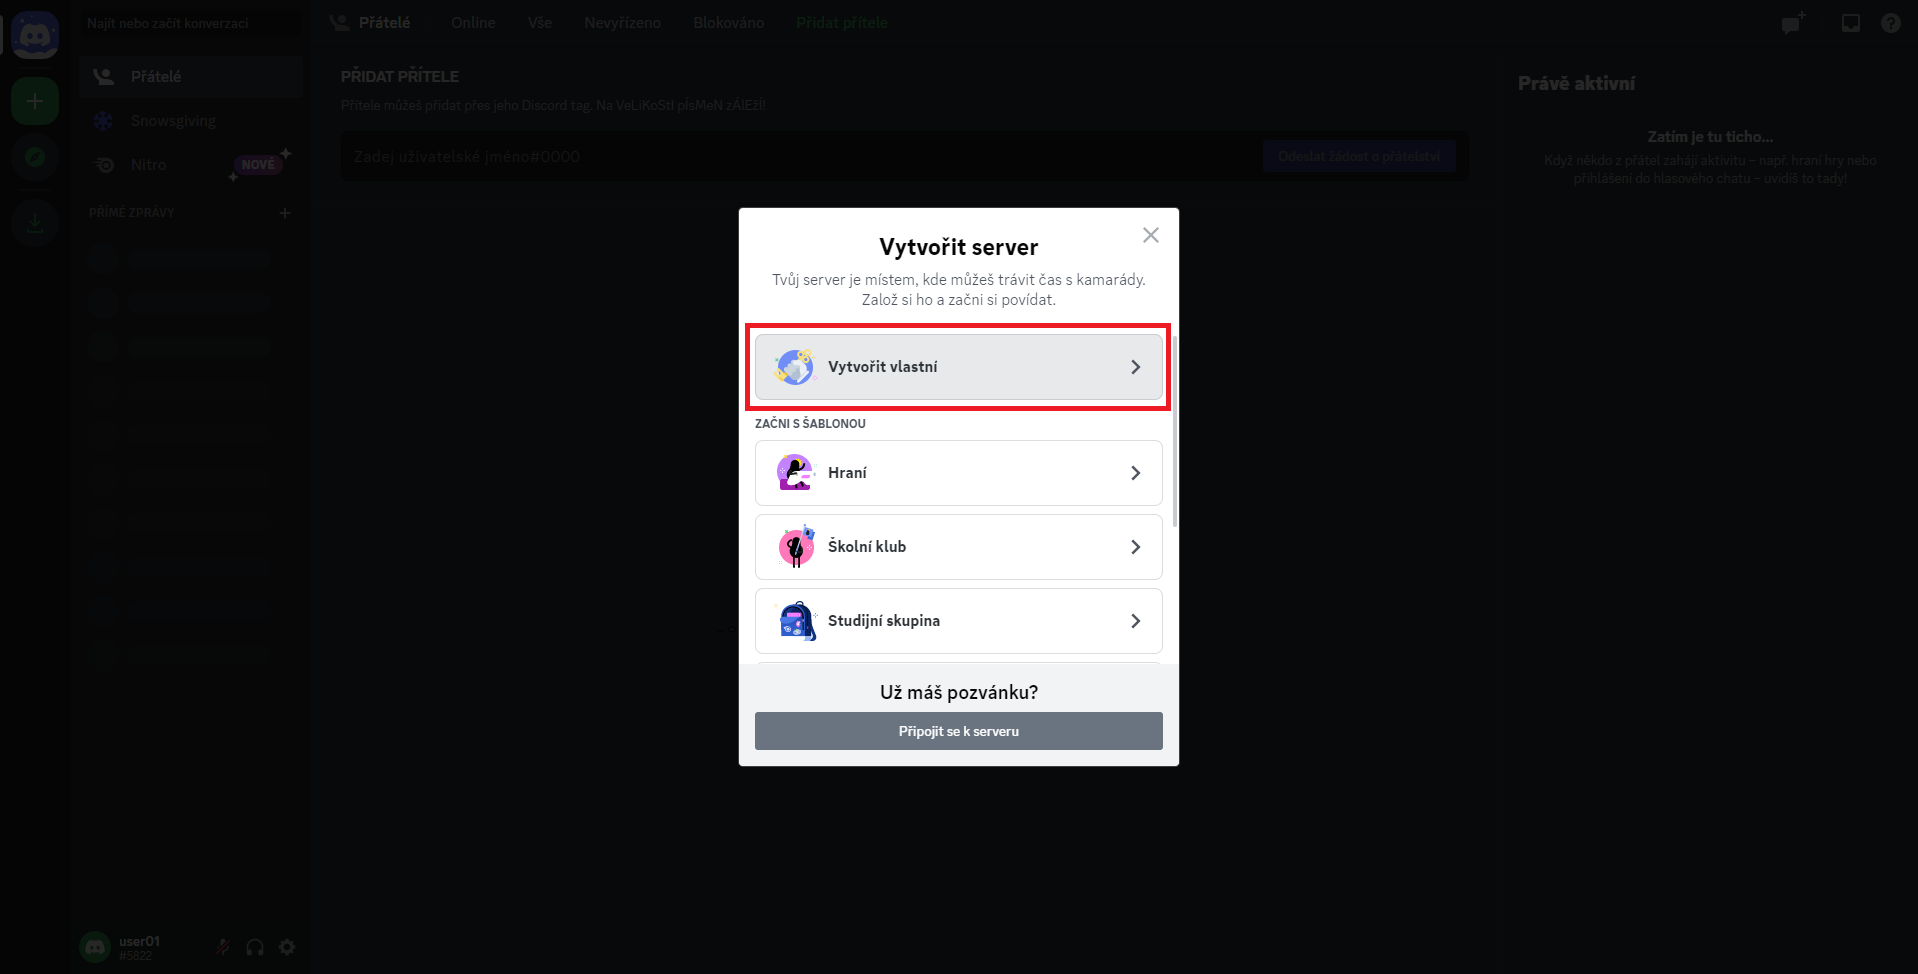 Najít nebo začít konverzaci
Přátelé
Online
Vše
Nevyřízeno
Blokováno
Přidat přítele
Přátelé
Snowsgiving
Nitro
NOVÉ
PŘÍMÉ ZPRÁVY
PŘIDAT PŘÍTELE
Přítele můžeš přidat přes jeho Discord tag. Na VeLiKoStI pÍsMeN zÁlEžÍ!
Zadej uživatelské jméno#0000
Odeslat žádost o přátelství
Právě aktivní
Zatím je tu ticho...
Když někdo z přátel zahájí aktivitu – např. hraní hry nebo
přihlášení do hlasového chatu – uvidíš to tady!
Vytvořit server
Tvůj server je místem, kde můžeš trávit čas s kamarády.
Založ si ho a začni si povídat.
Vytvořit vlastní
ZAČNI S ŠABLONOU
Hraní
Školní klub
Studijní skupina
Už máš pozvánku?
Připojit se k serveru
user01
#5822